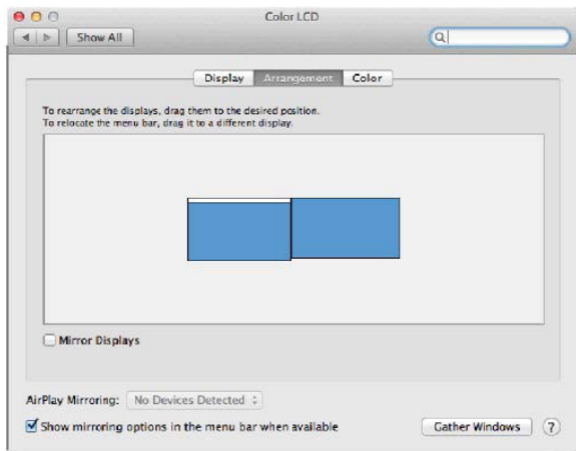 Color LCD
Show All
Display Arrangement Color
To rearrange the displays, drag them to the desired position.
To relocate the menu bar, drag it to a different display.
Mirror Displays
AirPlay Mirroring: No Devices Detected
Show mirroring options in the menu bar when available
Gather Windows ?